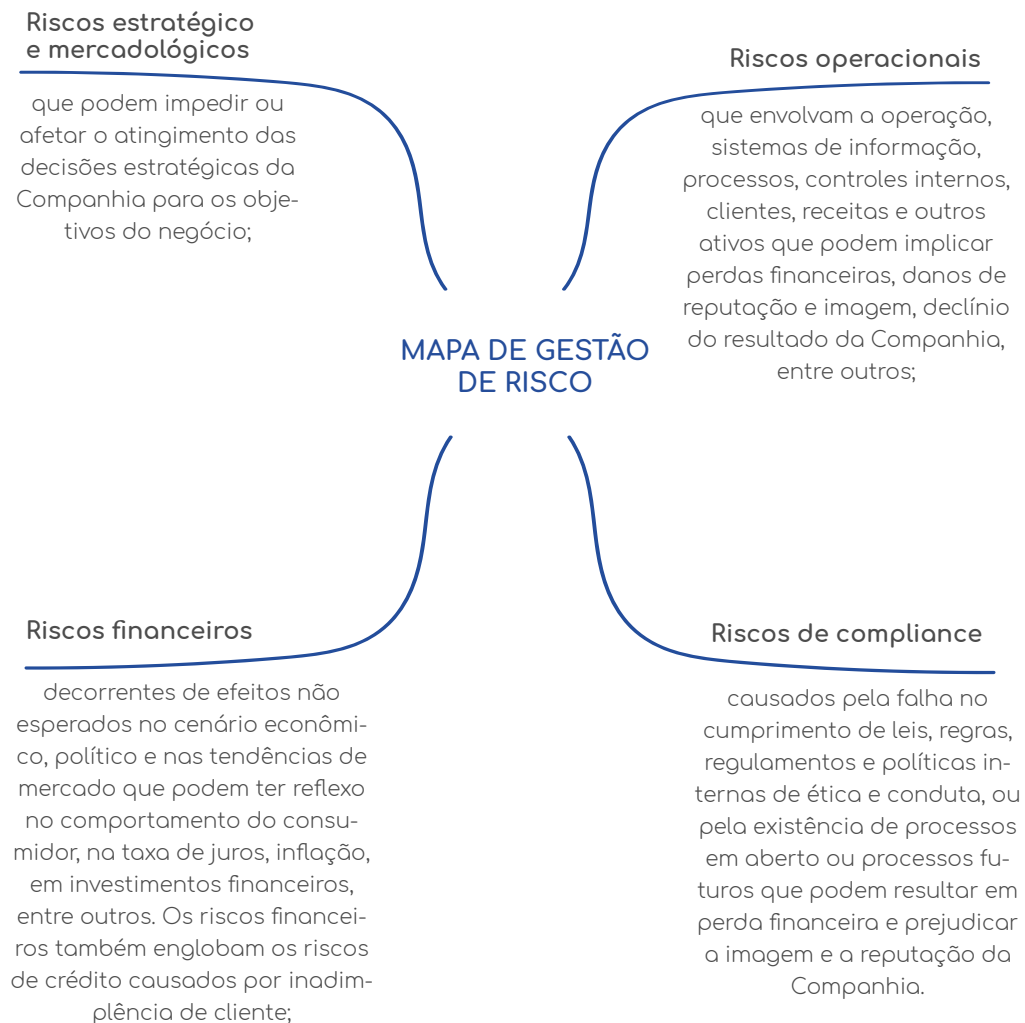 Riscos estratégico
e mercadológicos
que podem impedir ou
afetar o atingimento das
decisões estratégicas da
Companhia para os obje-
tivos do negócio;
Riscos operacionais
que envolvam a operação,
sistemas de informação,
processos, controles internos,
clientes, receitas e outros
ativos que podem implicar
perdas financeiras, danos de
reputação e imagem, declínio
do resultado da Companhia,
entre outros;
MAPA DE GESTÃO
DE RISCO
Riscos financeiros
decorrentes de efeitos não
esperados no cenário econômi-
co, político e nas tendências de
mercado que podem ter reflexo
no comportamento do consu-
midor, na taxa de juros, inflação,
em investimentos financeiros,
entre outros. Os riscos financei-
ros também englobam os riscos
de crédito causados por inadim-
plência de cliente;
Riscos de compliance
causados pela falha no
cumprimento de leis, regras,
regulamentos e políticas in-
ternas de ética e conduta, ou
pela existência de processos
em aberto ou processos fu-
turos que podem resultar em
perda financeira e prejudicar
a imagem e a reputação da
Companhia.